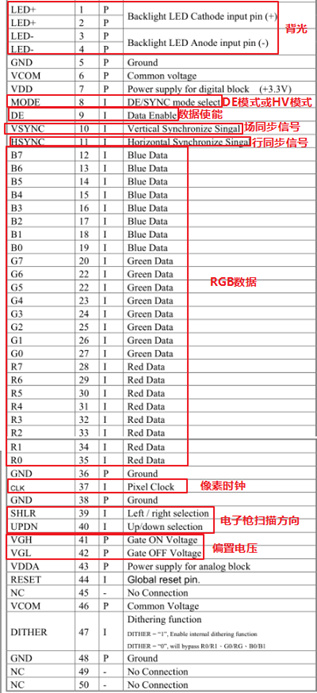 LED+ 1 P Backlight LED Cathode input pin (+) 背光
LED+ 2 P
LED- 3 P Backlight LED Anode input pin (-)
LED- 4 P
GND 5 P Ground
VCOM 6 P Common voltage
VDD 7 P Power supply for digital block (+3.3V)
MODE 8 I DE/SYNC mode select DE模式或HV模式
DE 9 I Data Enable 数据使能
VSYNC 10 I Vertical Synchronize Singal 场同步信号
HSYNC 11 I Horizontal Synchronize Singal 行同步信号
B7 12 I Blue Data
B6 13 I Blue Data
B5 14 I Blue Data
B4 15 I Blue Data
B3 16 I Blue Data
B2 17 I Blue Data
B1 18 I Blue Data
B0 19 I Blue Data
G7 20 I Green Data
G6 22 I Green Data
G5 22 I Green Data RGB数据
G4 23 I Green Data
G3 24 I Green Data
G2 25 I Green Data
G1 26 I Green Data
G0 27 I Green Data
R7 28 I Red Data
R6 29 I Red Data
R5 30 I Red Data
R4 31 I Red Data
R3 32 I Red Data
R2 33 I Red Data
R1 34 I Red Data
R0 35 I Red Data
GND 36 P Ground
CLK 37 I Pixel Clock 像素时钟
GND 38 P Ground
SHLR 39 I Left / right selection 电子枪扫描方向
UPDN 40 I Up/down selection
VGH 41 P Gate ON Voltage 偏置电压
VGL 42 P Gate OFF Voltage
VDDA 43 P Power supply for analog block
RESET 44 I Global reset pin.
NC 45 - No Connection
VCOM 46 P Common Voltage
DITHER 47 I Dithering function
DITHER = "1", Enable internal dithering function
DITHER = "0", will bypass R0/R1、G0/RG、B0/B1
GND 48 P Ground
NC 49 - No Connection
NC 50 - No Connection